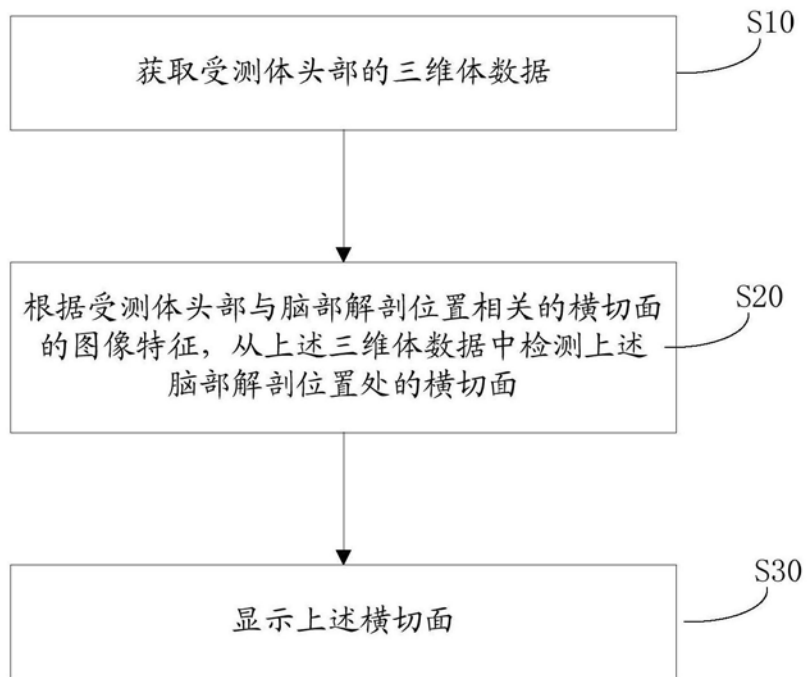 S10
获取受测体头部的三维体数据
根据受测体头部与脑部解剖位置相关的横切面
的图像特征，从上述三维体数据中检测上述
脑部解剖位置处的横切面
S20
S30
显示上述横切面